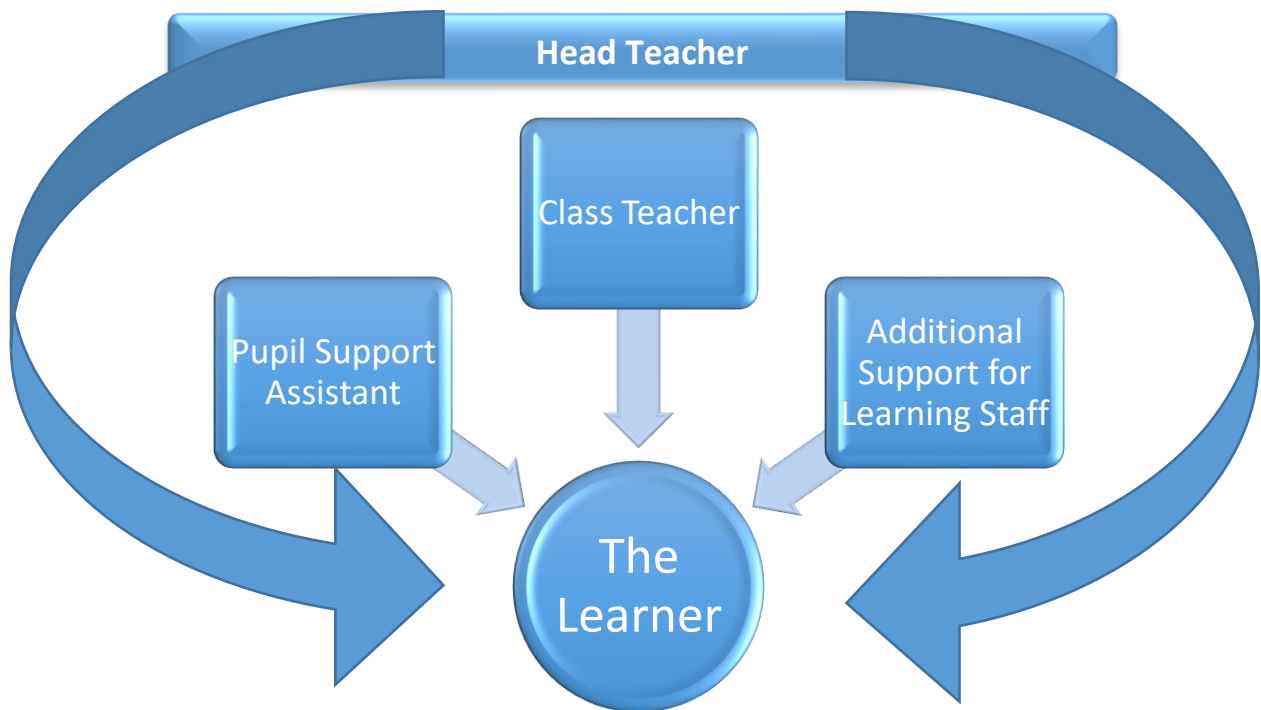 Head Teacher
Class Teacher
Pupil Support
Assistant
Additional
Support for
Learning Staff
The
Learner